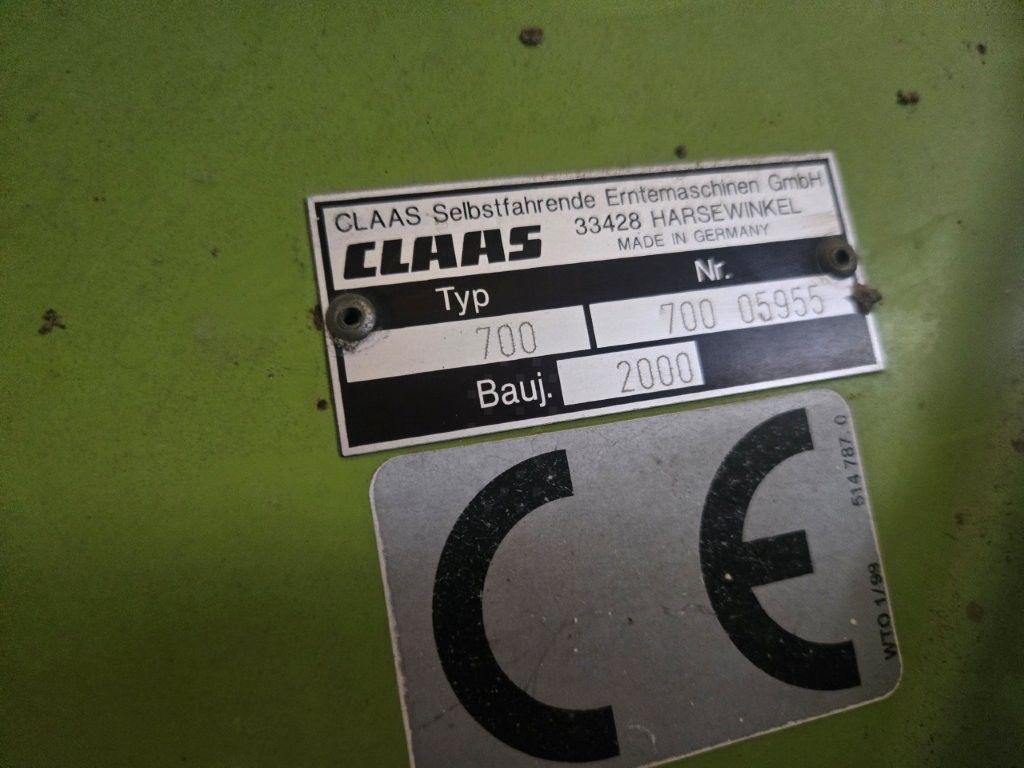 CLAAS Selbstfahrende Erntemaschinen GmbH
33428 HARSEWINKEL
CLAAS
MADE IN GERMANY
Typ Nr.
700 700 05955
Bauj. 2000
CE
514 787.0
WTO 1/99